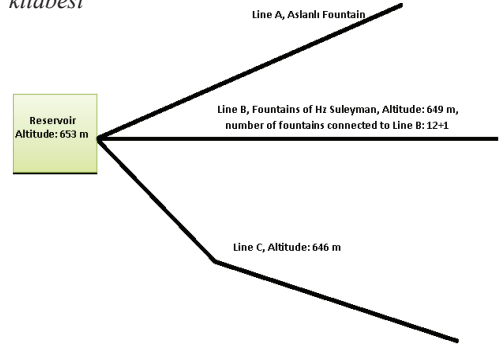 kitabesi
Line A, Aslanlı Fountain
Reservoir
Altitude: 653 m
Line B, Fountains of Hz Suleyman, Altitude: 649 m,
number of fountains connected to Line B: 12+1
Line C, Altitude: 646 m